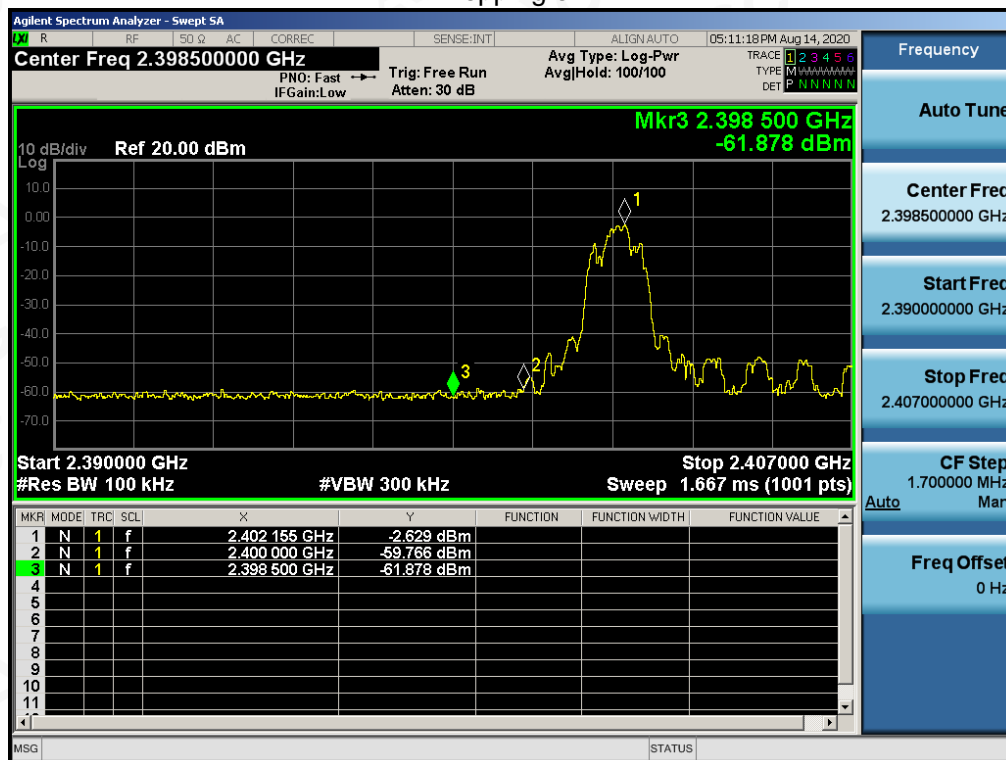 Agilent Spectrum Analyzer - Swept SA
LXI R RF 50 Ω AC CORREC SENSE:INT ALIGN AUTO 05:11:18 PM Aug 14, 2020
Center Freq 2.398500000 GHz Avg Type: Log-Pwr TRACE 1 2 3 4 5 6
PNO: Fast Trig: Free Run Avg|Hold: 100/100 TYPE M
IFGain:Low Atten: 30 dB DET P N N N N N
Mkr3 2.398 500 GHz
10 dB/div Ref 20.00 dBm -61.878 dBm
Log
10.0
0.00
-10.0
-20.0
-30.0
-40.0
-50.0
-60.0
-70.0
1
2
3
Start 2.390000 GHz Stop 2.407000 GHz
#Res BW 100 kHz #VBW 300 kHz Sweep 1.667 ms (1001 pts)
MKR MODE TRC SCL X Y FUNCTION FUNCTION WIDTH FUNCTION VALUE
1 N 1 f 2.402 155 GHz -2.629 dBm
2 N 1 f 2.400 000 GHz -59.766 dBm
3 N 1 f 2.398 500 GHz -61.878 dBm
4
5
6
7
8
9
10
11
MSG STATUS
Frequency
Auto Tune
Center Freq
2.398500000 GHz
Start Freq
2.390000000 GHz
Stop Freq
2.407000000 GHz
CF Step
1.700000 MHz
Auto Man
Freq Offset
0 Hz